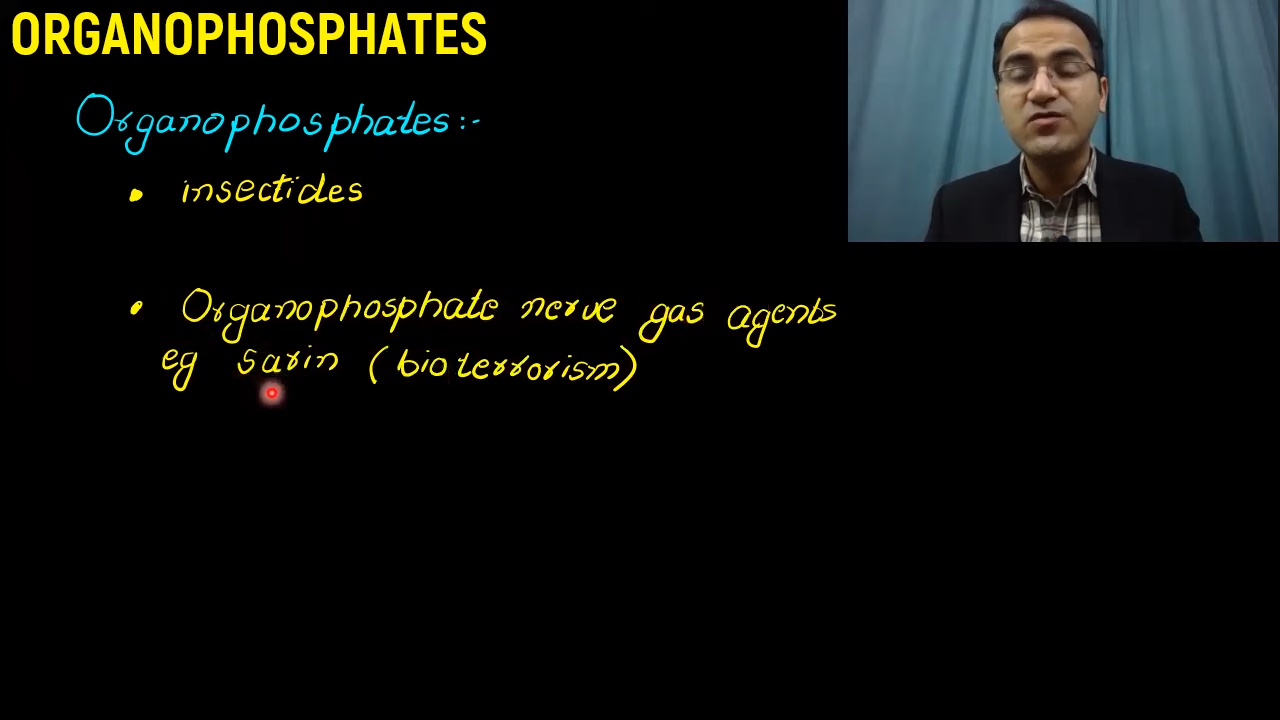 ORGANOPHOSPHATES
Organophosphates:-
• insectides
• Organophosphate nerve gas agents
eg sarin (bioterrorism)